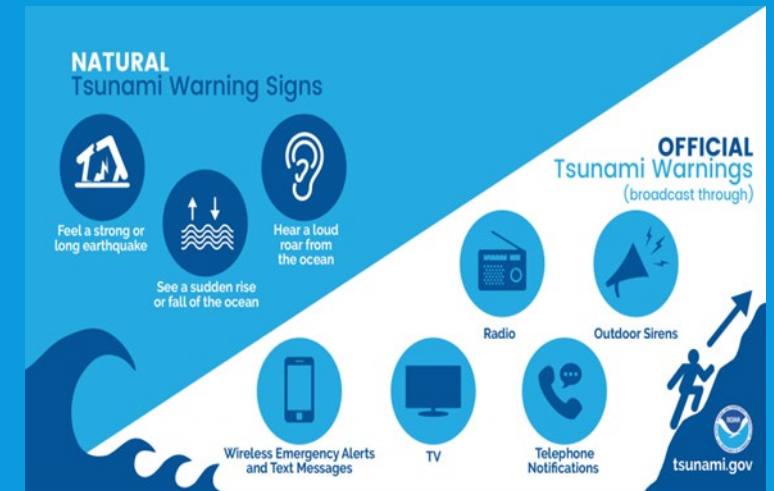 NATURAL
Tsunami Warning Signs
Feel a strong or
long earthquake
See a sudden rise
or fall of the ocean
Hear a loud
roar from
the ocean
OFFICIAL
Tsunami Warnings
(broadcast through)
Radio
Outdoor Sirens
Wireless Emergency Alerts
and Text Messages
TV
Telephone
Notifications
NOAA
tsunami.gov